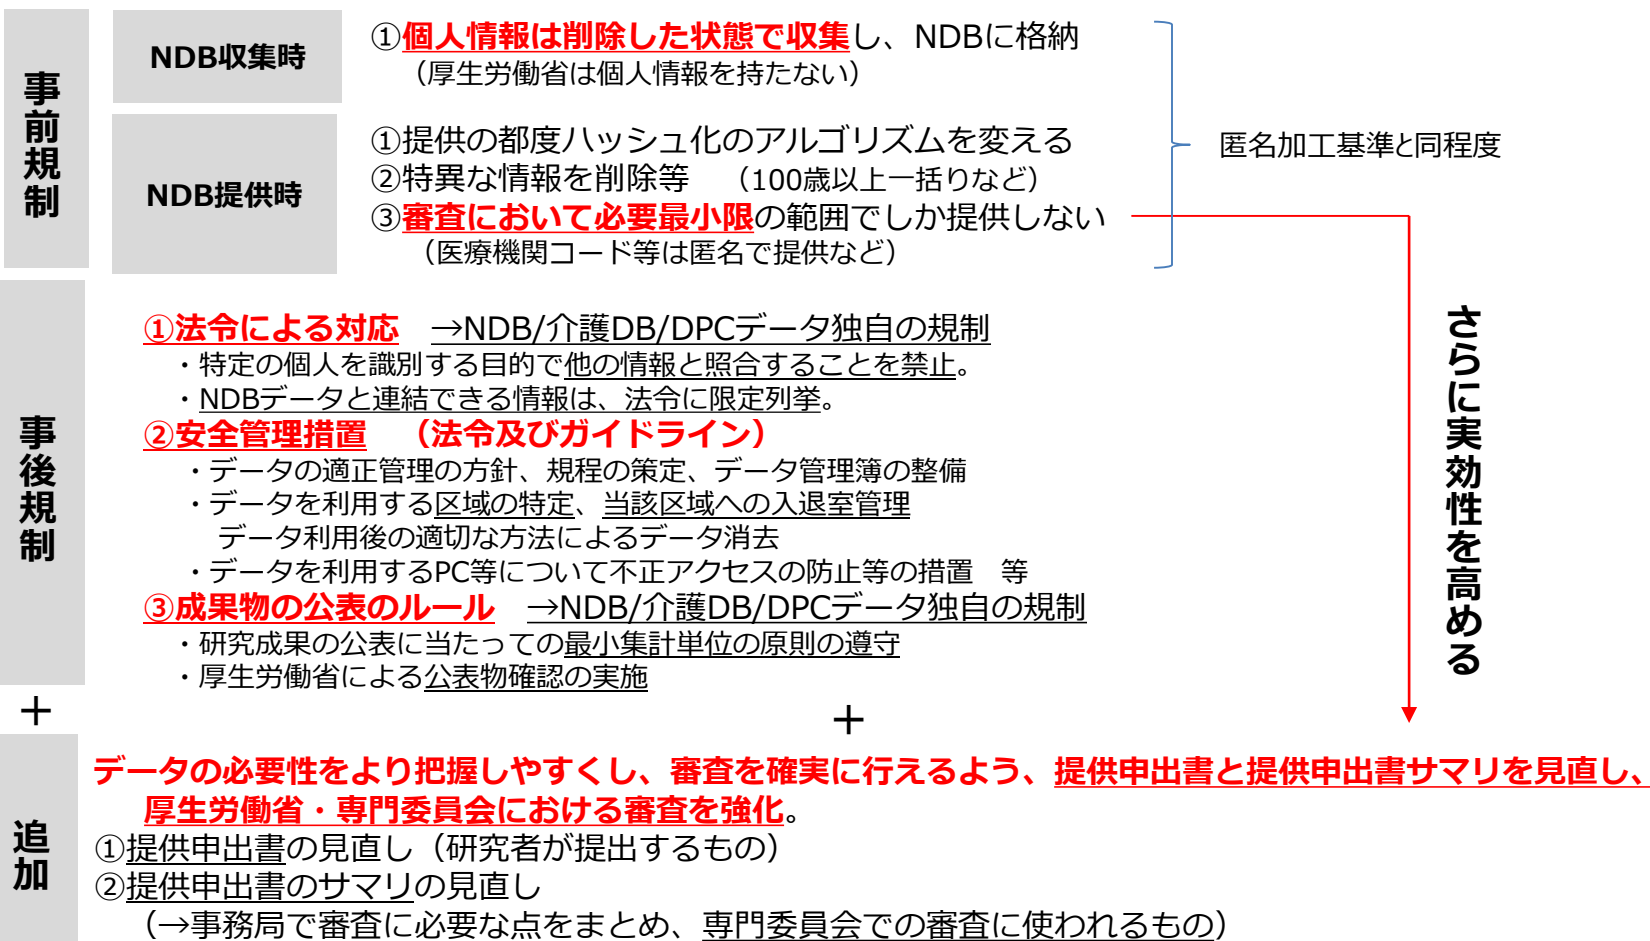 事前規制
NDB収集時
①個人情報は削除した状態で収集し、NDBに格納
（厚生労働省は個人情報を持たない）
NDB提供時
①提供の都度ハッシュ化のアルゴリズムを変える
②特異な情報を削除等　（100歳以上一括りなど）
③審査において必要最小限の範囲でしか提供しない
（医療機関コード等は匿名で提供など）
匿名加工基準と同程度
さらに実効性を高める
事後規制
①法令による対応　→NDB/介護DB/DPCデータ独自の規制
・特定の個人を識別する目的で他の情報と照合することを禁止。
・NDBデータと連結できる情報は、法令に限定列挙。
②安全管理措置　（法令及びガイドライン）
・データの適正管理の方針、規程の策定、データ管理簿の整備
・データを利用する区域の特定、当該区域への入退室管理
データ利用後の適切な方法によるデータ消去
・データを利用するPC等について不正アクセスの防止等の措置　等
③成果物の公表のルール　→NDB/介護DB/DPCデータ独自の規制
・研究成果の公表に当たっての最小集計単位の原則の遵守
・厚生労働省による公表物確認の実施
＋
＋
追加
データの必要性をより把握しやすくし、審査を確実に行えるよう、提供申出書と提供申出書サマリを見直し、
厚生労働省・専門委員会における審査を強化。
①提供申出書の見直し（研究者が提出するもの）
②提供申出書のサマリの見直し
（→事務局で審査に必要な点をまとめ、専門委員会での審査に使われるもの）